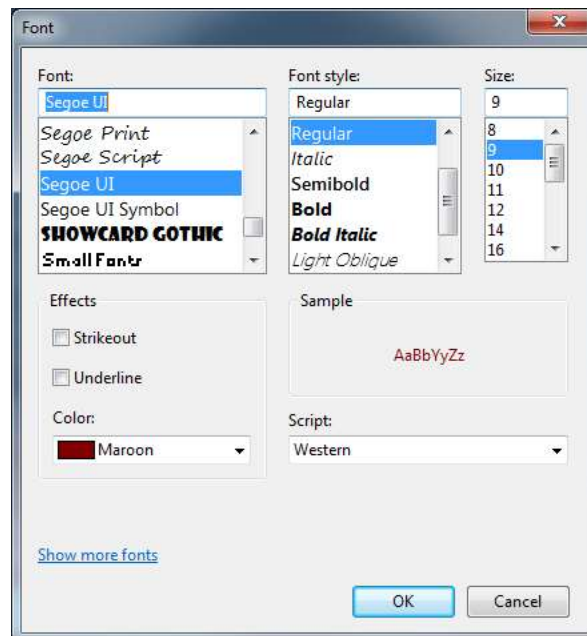 Font
Font:
Segoe UI
Segoe Print
Segoe Script
Segoe UI
Segoe UI Symbol
SHOWCARD GOTHIC
Small Fonts
Font style:
Regular
Regular
Italic
Semibold
Bold
Bold Italic
Light Oblique
Size:
9
8
9
10
11
12
14
16
Effects
Strikeout
Underline
Color:
Maroon
Sample
AaBbYyZz
Script:
Western
Show more fonts
OK
Cancel